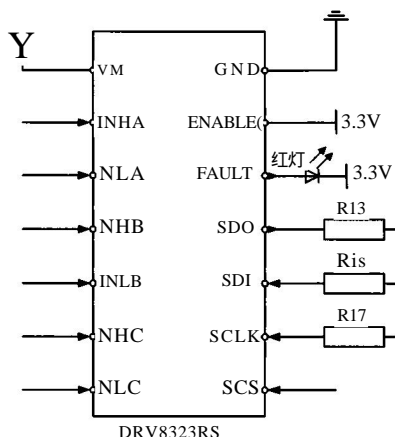 Y
VM
GND
INHA
ENABLE(
3.3V
NLA
FAULT
红灯
3.3V
NHB
SDO
R13
INLB
SDI
Ris
NHC
SCLK
R17
NLC
SCS
DRV8323RS